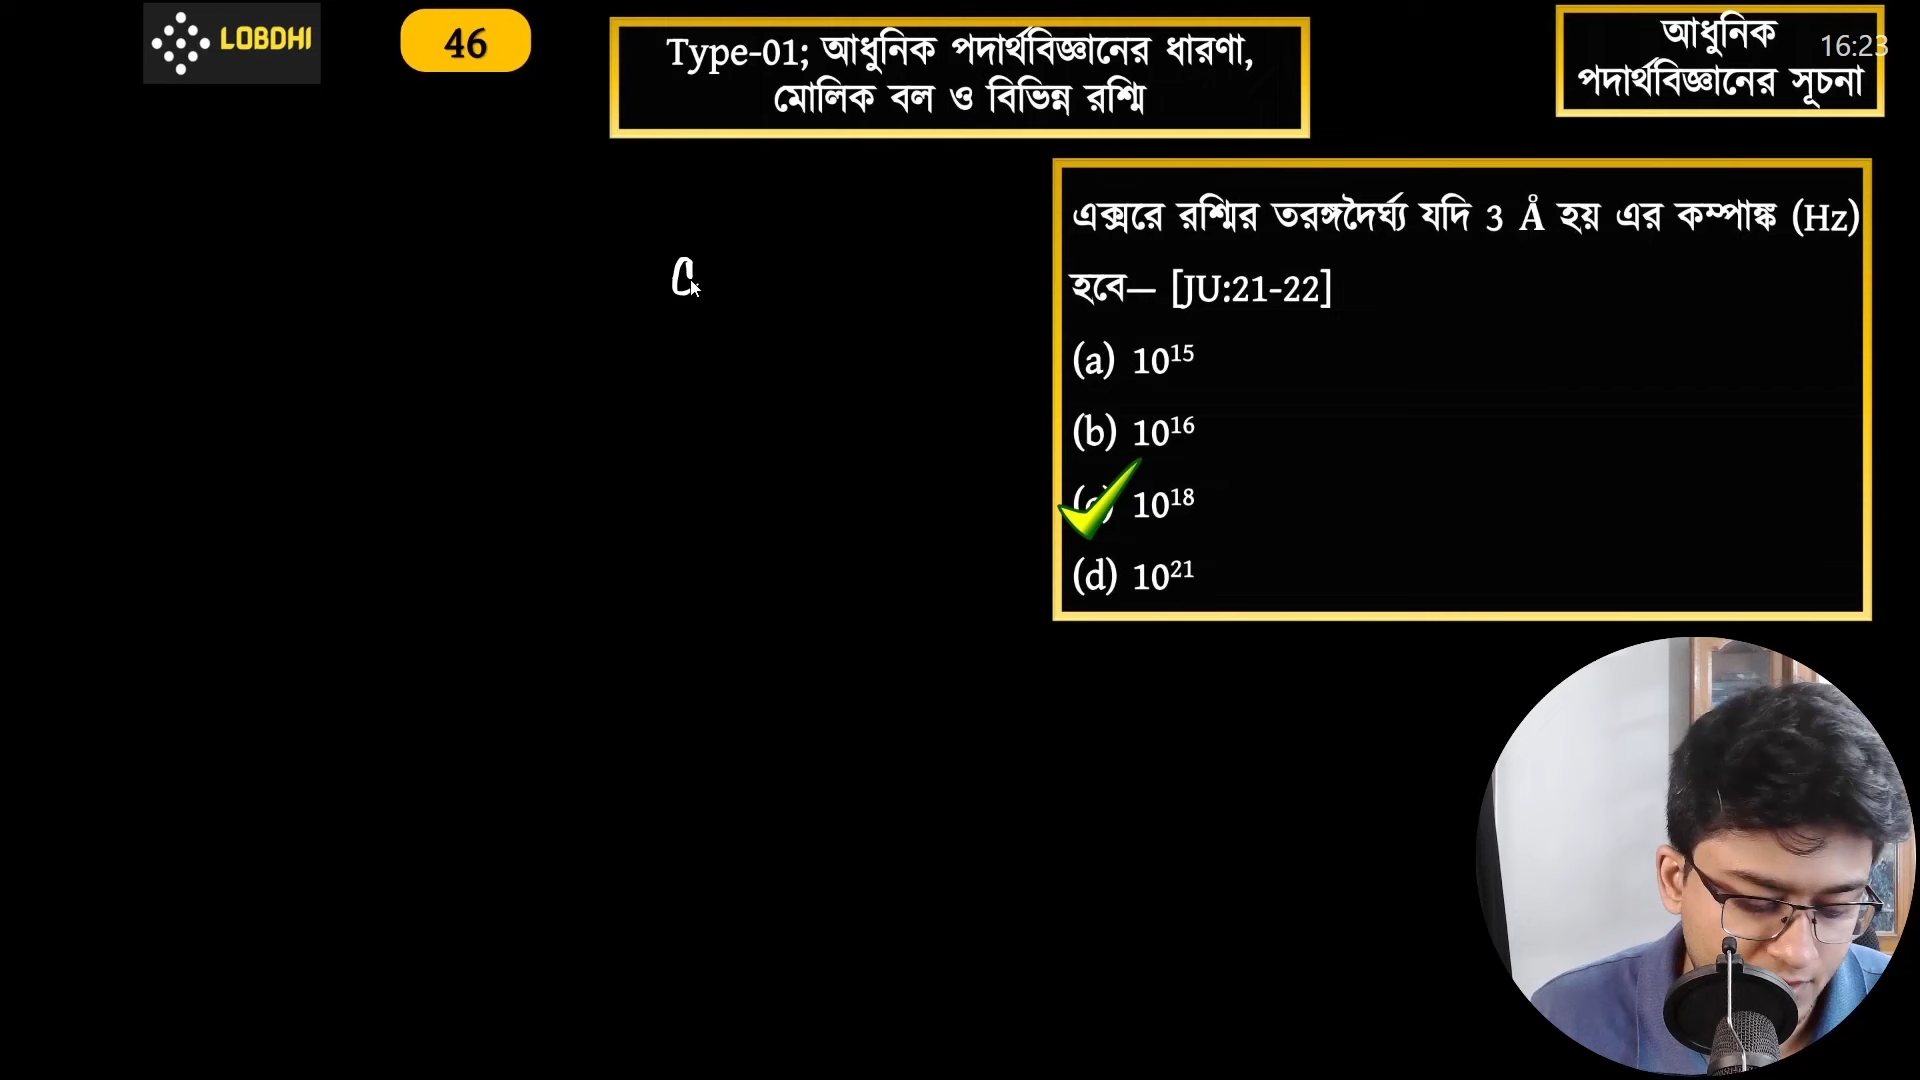 LOBDHI
46
Type-01; আধুনিক পদার্থবিজ্ঞানের ধারণা,
মৌলিক বল ও বিভিন্ন রশ্মি
আধুনিক
পদার্থবিজ্ঞানের সূচনা
16:23
এক্সরে রশ্মির তরঙ্গদৈর্ঘ্য যদি 3 Å হয় এর কম্পাঙ্ক (Hz)
হবে— [JU:21-22]
(a) 10¹⁵
(b) 10¹⁶
(c) 10¹⁸
(d) 10²¹
C